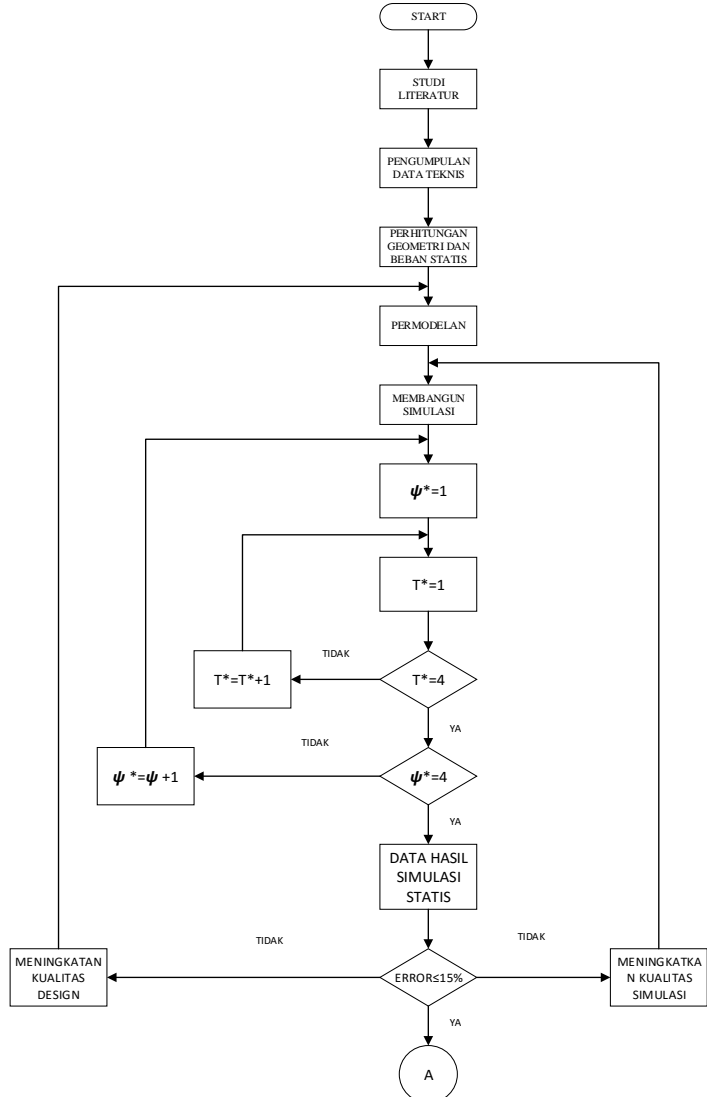 START
STUDI
LITERATUR
PENGUMPULAN
DATA TEKNIS
PERHITUNGAN
GEOMETRI DAN
BEBAN STATIS
PERMODELAN
MEMBANGUN
SIMULASI
ψ*=1
T*=1
TIDAK
T*=T*+1
T*=4
YA
TIDAK
ψ *=ψ +1
ψ*=4
YA
DATA HASIL
SIMULASI
STATIS
TIDAK
TIDAK
MENINGKATAN
KUALITAS
DESIGN
ERROR≤15%
MENINGKATKA
N KUALITAS
SIMULASI
YA
A